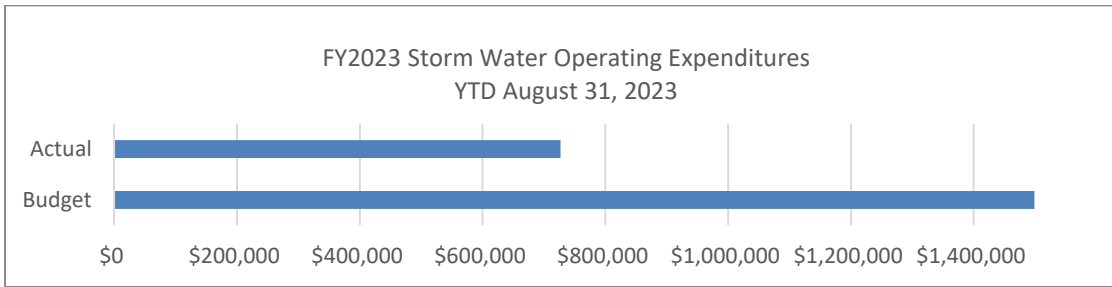 FY2023 Storm Water Operating Expenditures
YTD August 31, 2023
Actual
Budget
$0 $200,000 $400,000 $600,000 $800,000 $1,000,000 $1,200,000 $1,400,000